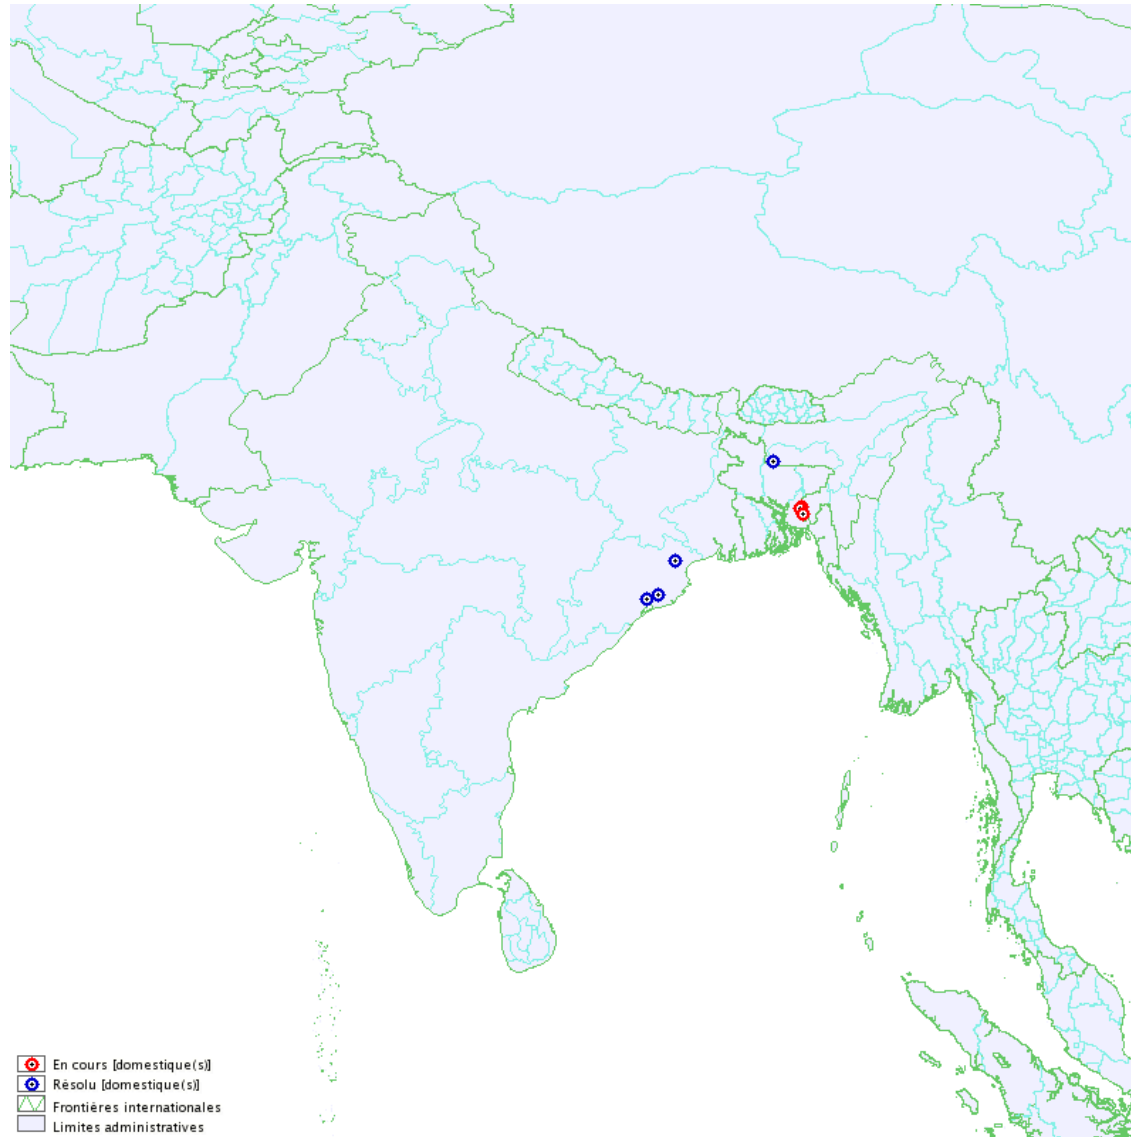 En cours [domestique(s)]
Résolu [domestique(s)]
Frontières internationales
Limites administratives